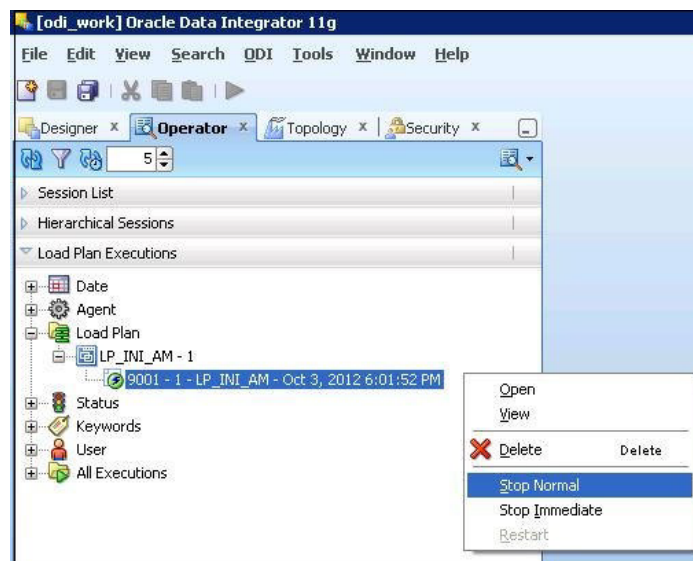 [odi_work] Oracle Data Integrator 11g
File Edit View Search ODI Tools Window Help
Designer x Operator x Topology x Security x
5
Session List
Hierarchical Sessions
Load Plan Executions
Date
Agent
Load Plan
LP_INI_AM - 1
9001 - 1 - LP_INI_AM - Oct 3, 2012 6:01:52 PM
Status
Keywords
User
All Executions
Open
View
Delete Delete
Stop Normal
Stop Immediate
Restart